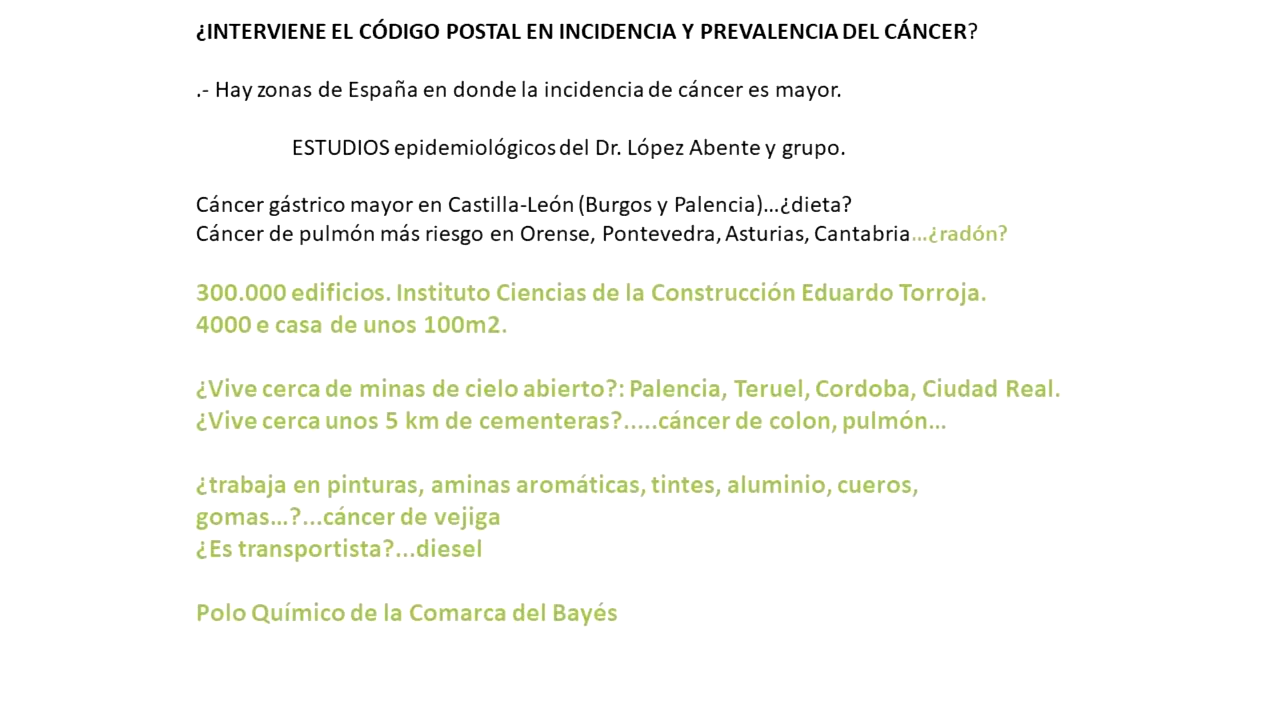 ¿INTERVIENE EL CÓDIGO POSTAL EN INCIDENCIA Y PREVALENCIA DEL CÁNCER?
.- Hay zonas de España en donde la incidencia de cáncer es mayor.
ESTUDIOS epidemiológicos del Dr. López Abente y grupo.
Cáncer gástrico mayor en Castilla-León (Burgos y Palencia)...¿dieta?
Cáncer de pulmón más riesgo en Orense, Pontevedra, Asturias, Cantabria...¿radón?
300.000 edificios. Instituto Ciencias de la Construcción Eduardo Torroja.
4000 e casa de unos 100m2.
¿Vive cerca de minas de cielo abierto?: Palencia, Teruel, Cordoba, Ciudad Real.
¿Vive cerca unos 5 km de cementeras?.....cáncer de colon, pulmón...
¿trabaja en pinturas, aminas aromáticas, tintes, aluminio, cueros,
gomas...?...cáncer de vejiga
¿Es transportista?...diesel
Polo Químico de la Comarca del Bayés